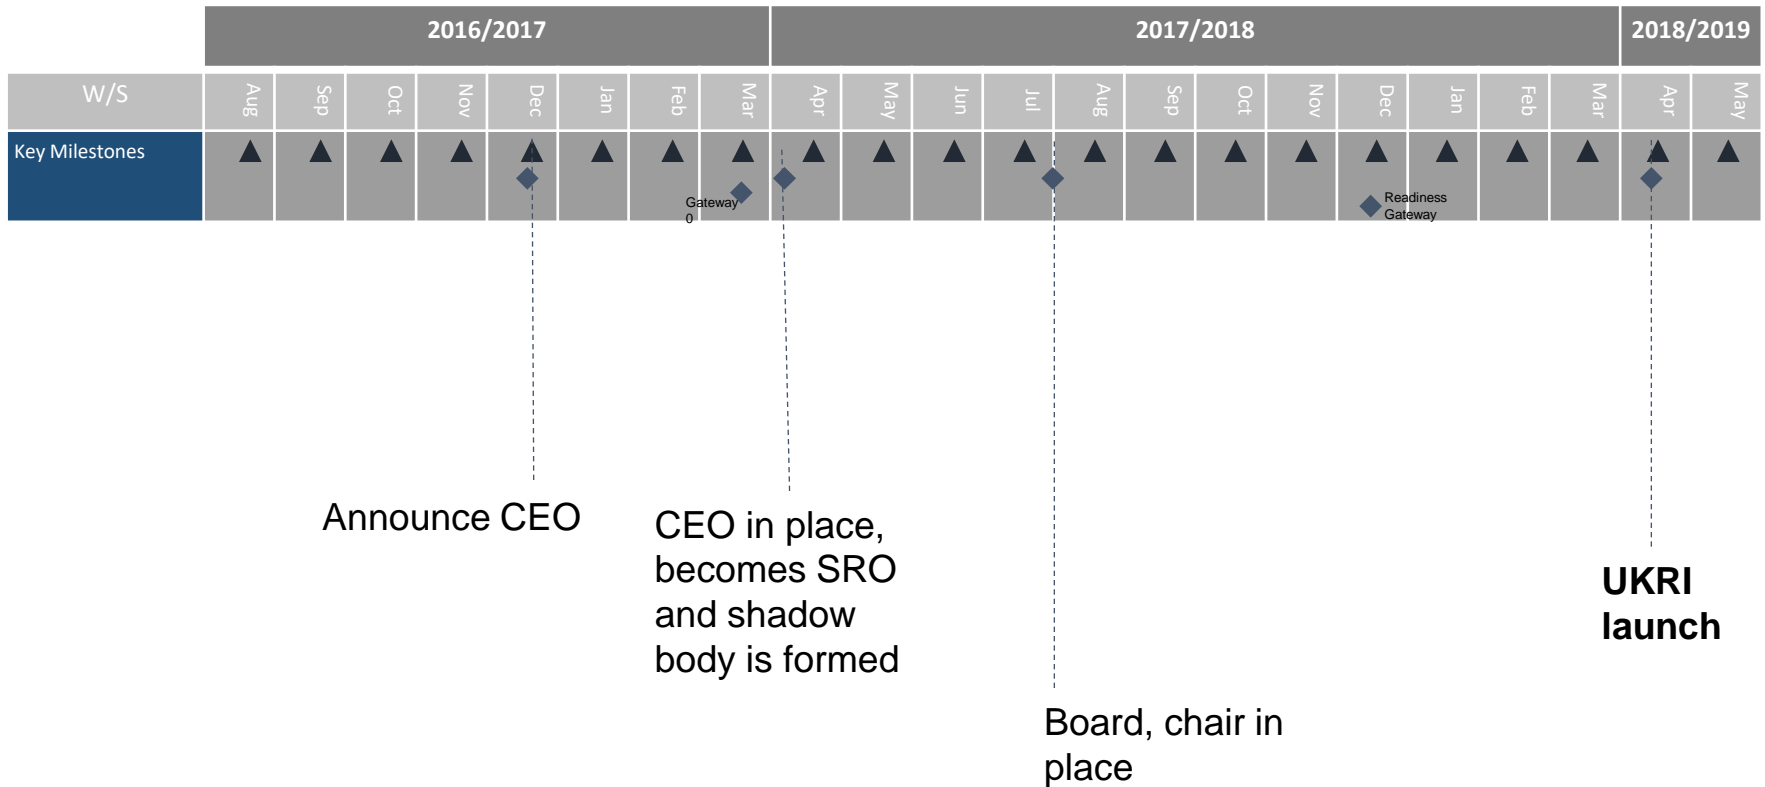 2016/2017
2017/2018
2018/2019
W/S
Aug
Sep
Oct
Nov
Dec
Jan
Feb
Mar
Apr
May
Jun
Jul
Aug
Sep
Oct
Nov
Dec
Jan
Feb
Mar
Apr
May
Key Milestones
Gateway
0
Readiness
Gateway
Announce CEO
CEO in place,
becomes SRO
and shadow
body is formed
Board, chair in
place
UKRI
launch